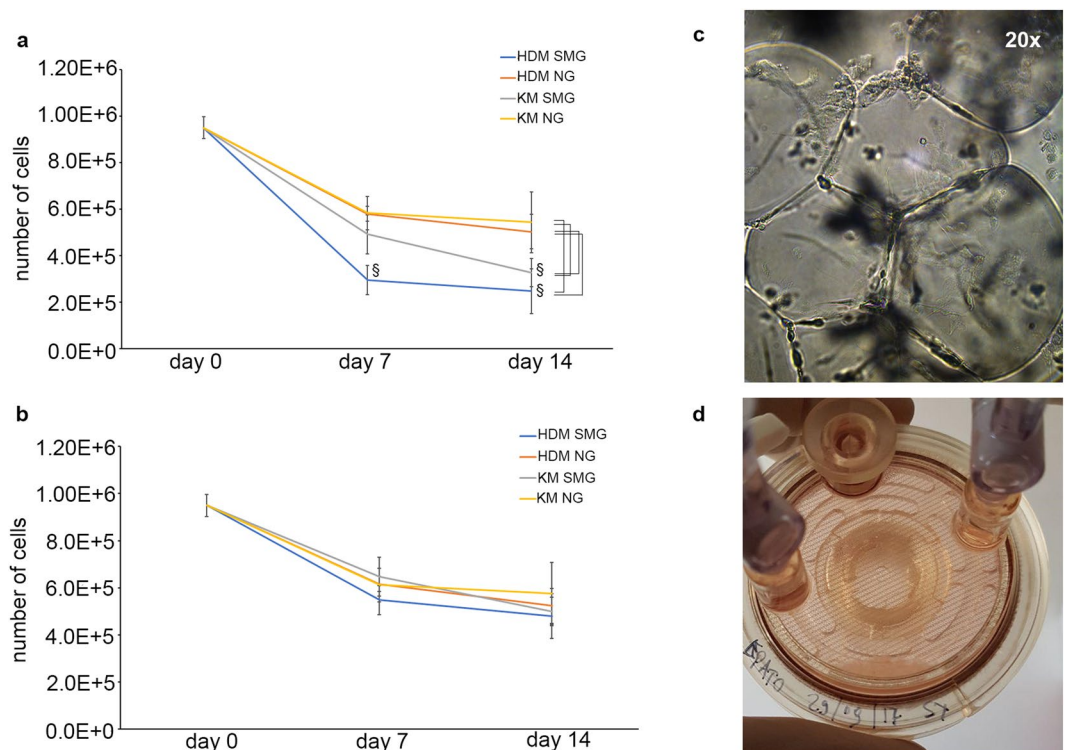 a
1.20E+6
1.00E+6
8.0E+5
6.0E+5
4.0E+5
2.0E+5
0.0E+0
number of cells
day 0 day 7 day 14
HDM SMG
HDM NG
KM SMG
KM NG
§
§
§
b
1.20E+6
1.00E+6
8.0E+5
6.0E+5
4.0E+5
2.0E+5
0.0E+0
number of cells
day 0 day 7 day 14
HDM SMG
HDM NG
KM SMG
KM NG
c
20x
d
29/09/17